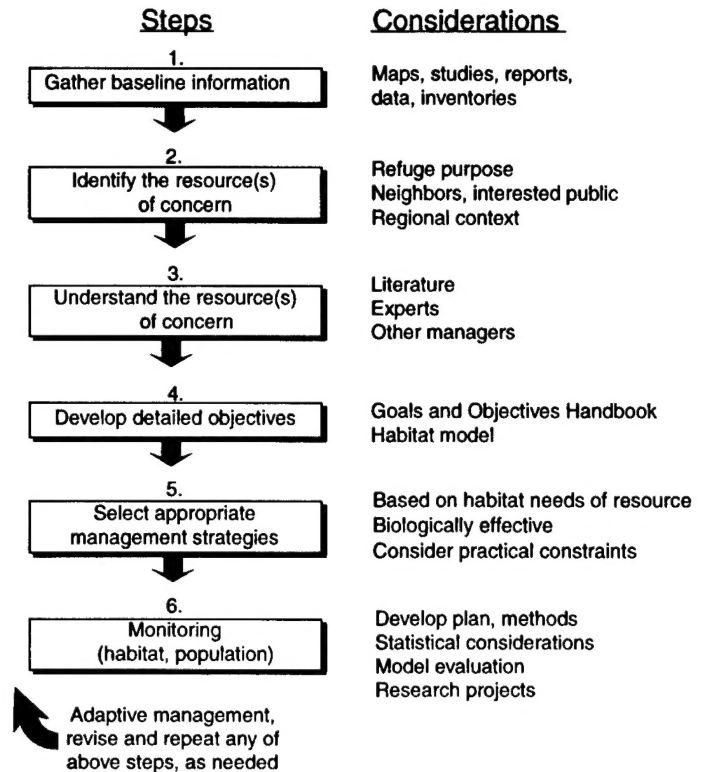 Steps
Considerations
1.
Gather baseline information
Maps, studies, reports,
data, inventories
2.
Identify the resource(s)
of concern
Refuge purpose
Neighbors, interested public
Regional context
3.
Understand the resource(s)
of concern
Literature
Experts
Other managers
4.
Develop detailed objectives
Goals and Objectives Handbook
Habitat model
5.
Select appropriate
management strategies
Based on habitat needs of resource
Biologically effective
Consider practical constraints
6.
Monitoring
(habitat, population)
Develop plan, methods
Statistical considerations
Model evaluation
Research projects
Adaptive management,
revise and repeat any of
above steps, as needed